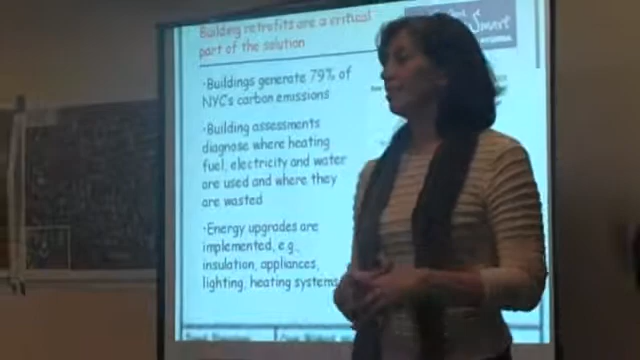 Building retrofits are a critical
part of the solution
Smart
•Buildings generate 79% of
NYC's carbon emissions
•Building assessments
diagnose where heating
fuel, electricity and water
are used and where they
are wasted
•Energy upgrades are
implemented, e.g.,
insulation, appliances,
lighting, heating systems